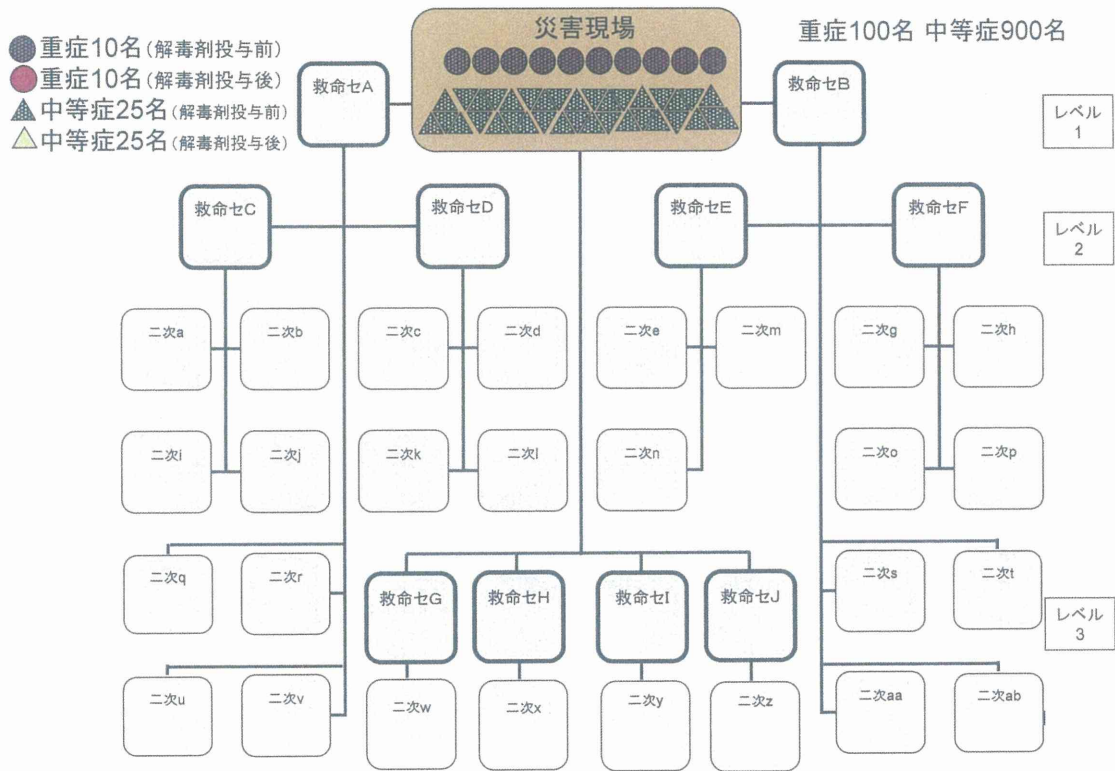 災害現場
重症100名 中等症900名
重症10名(解毒剤投与前)
重症10名(解毒剤投与後)
中等症25名(解毒剤投与前)
中等症25名(解毒剤投与後)
救命セA
救命セB
レベル
1
救命セC
救命セD
救命セE
救命セF
レベル
2
二次a
二次b
二次c
二次d
二次e
二次m
二次g
二次h
二次i
二次j
二次k
二次l
二次n
二次o
二次p
二次q
二次r
救命セG
救命セH
救命セI
救命セJ
二次s
二次t
レベル
3
二次u
二次v
二次w
二次x
二次y
二次z
二次aa
二次ab